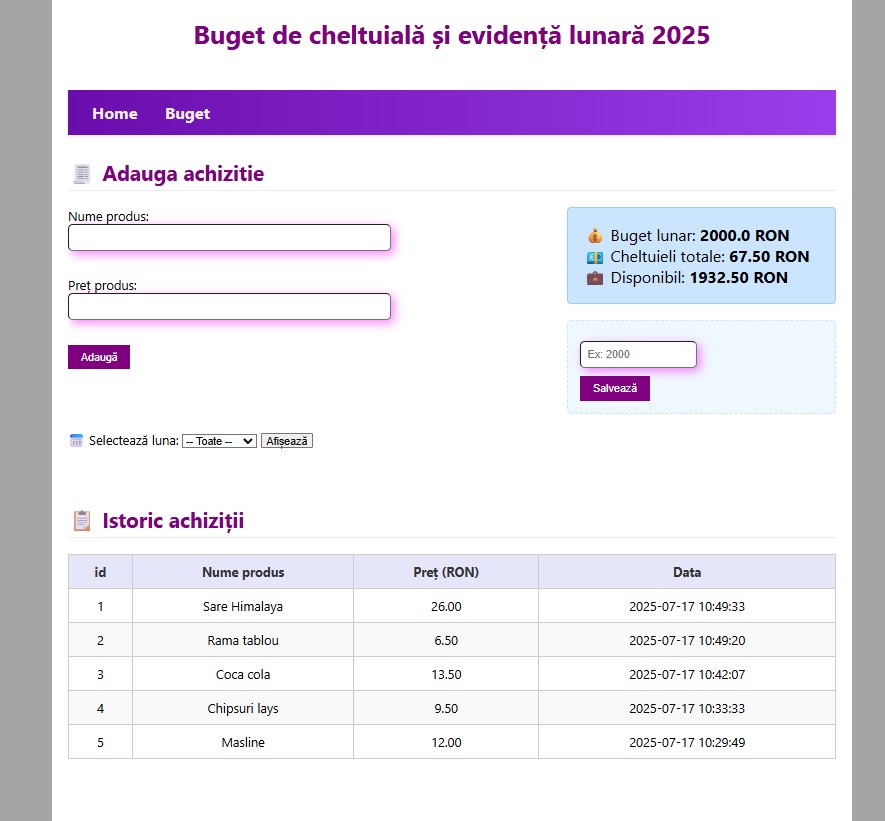 Buget de cheltuială și evidență lunară 2025
Home Buget
Adauga achizitie
Nume produs:
Preț produs:
Adaugă
Buget lunar: 2000.0 RON
Cheltuieli totale: 67.50 RON
Disponibil: 1932.50 RON
Ex: 2000
Salvează
Selectează luna: -- Toate -- Afișează
Istoric achiziții
id Nume produs Preț (RON) Data
1 Sare Himalaya 26.00 2025-07-17 10:49:33
2 Rama tablou 6.50 2025-07-17 10:49:20
3 Coca cola 13.50 2025-07-17 10:42:07
4 Chipsuri lays 9.50 2025-07-17 10:33:33
5 Masline 12.00 2025-07-17 10:29:49